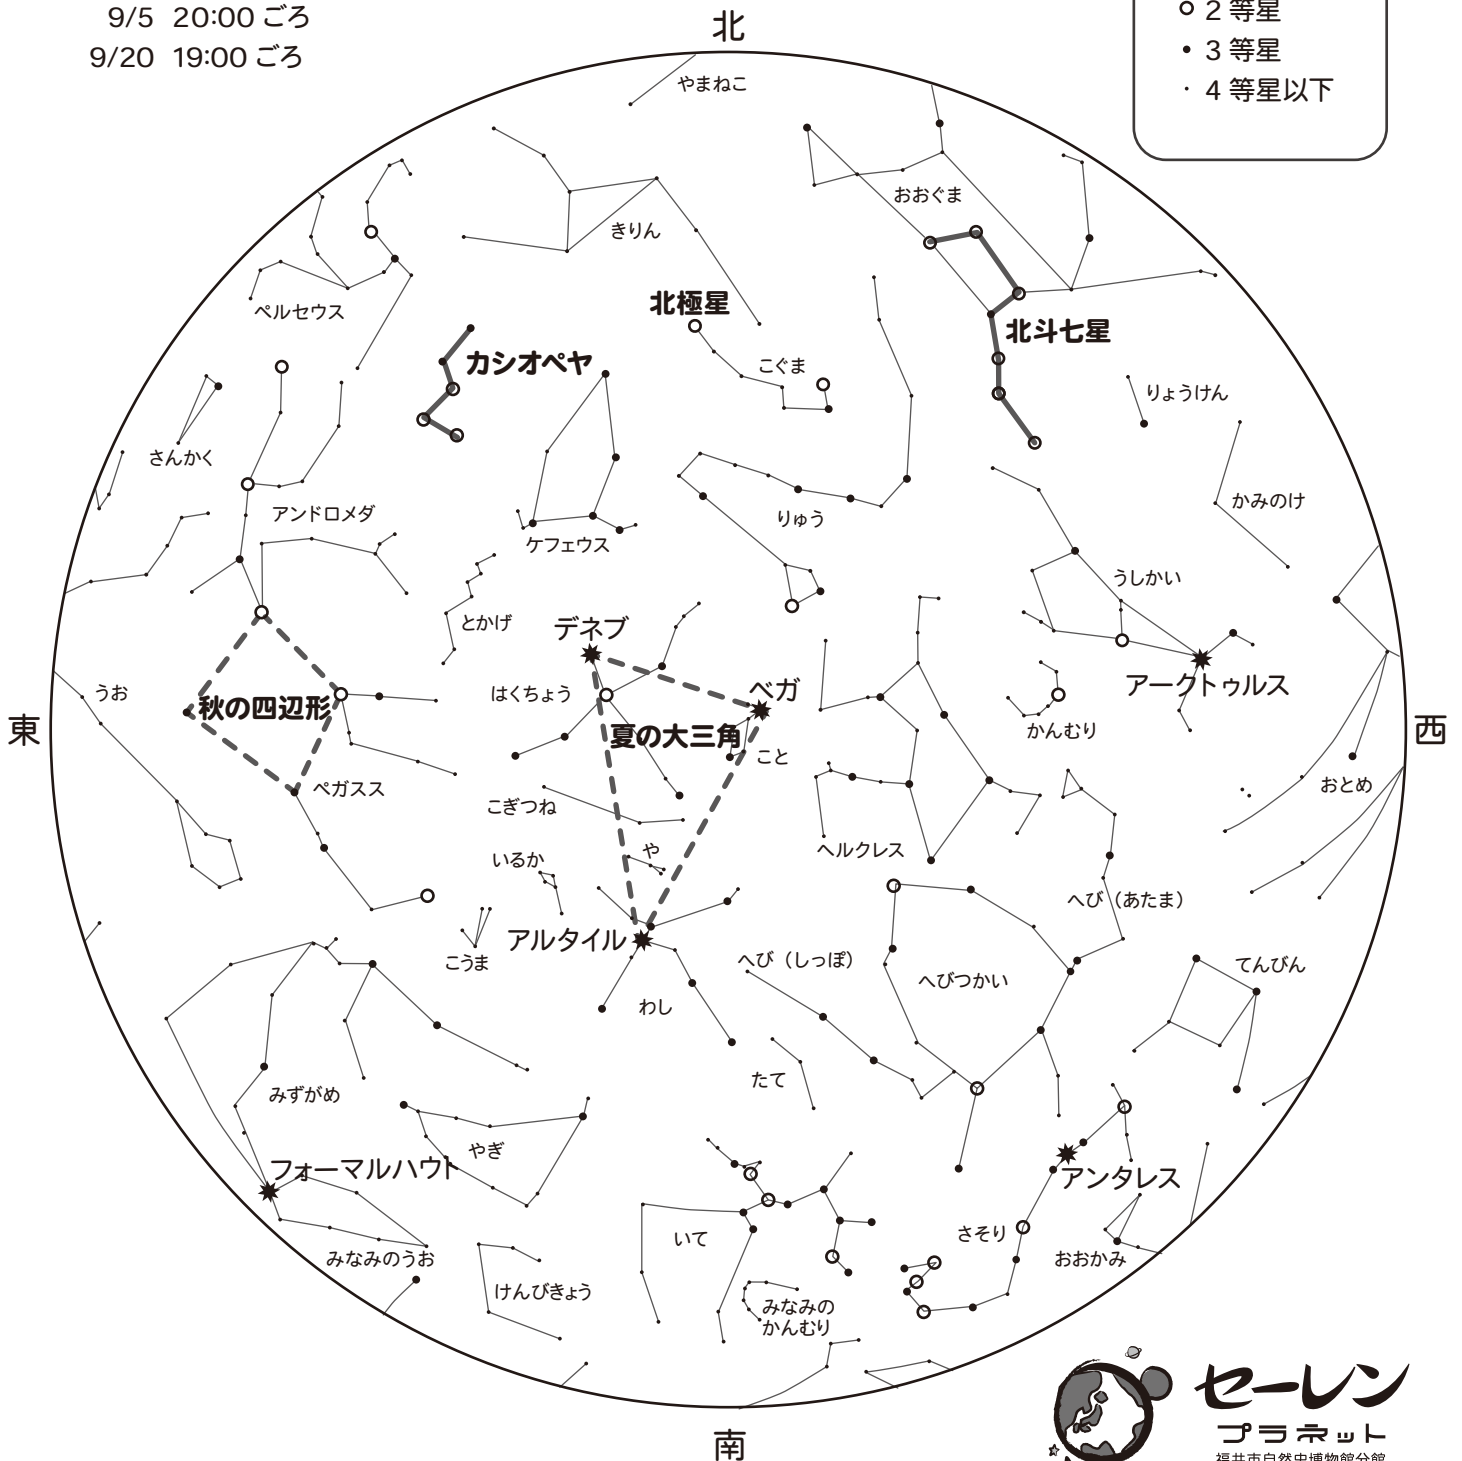 9/5 20:00 ごろ
9/20 19:00 ごろ
北
2 等星
3 等星
4 等星以下
やまねこ
おおぐま
きりん
ペルセウス
北極星
北斗七星
カシオペヤ
こぐま
りょうけん
さんかく
かみのけ
アンドロメダ
りゅう
ケフェウス
うしかい
とかげ
デネブ
アークトゥルス
うお
はくちょう
ベガ
秋の四辺形
東
西
夏の大三角
かんむり
こと
ペガスス
おとめ
こぎつね
や
ヘルクレス
いるか
へび（あたま）
アルタイル
こうま
へび（しっぽ）
てんびん
へびつかい
わし
たて
みずがめ
やぎ
フォーマルハウト
アンタレス
いて
さそり
おおかみ
みなみのうお
けんびきょう
みなみの
かんむり
セーレン
プラネット
福井市自然史博物館分館
南